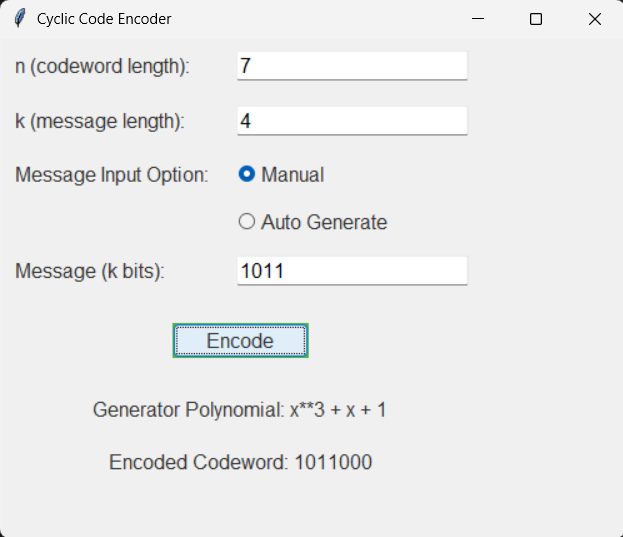 Cyclic Code Encoder
n (codeword length): 7
k (message length): 4
Message Input Option: Manual
Auto Generate
Message (k bits): 1011
Encode
Generator Polynomial: x**3 + x + 1
Encoded Codeword: 1011000